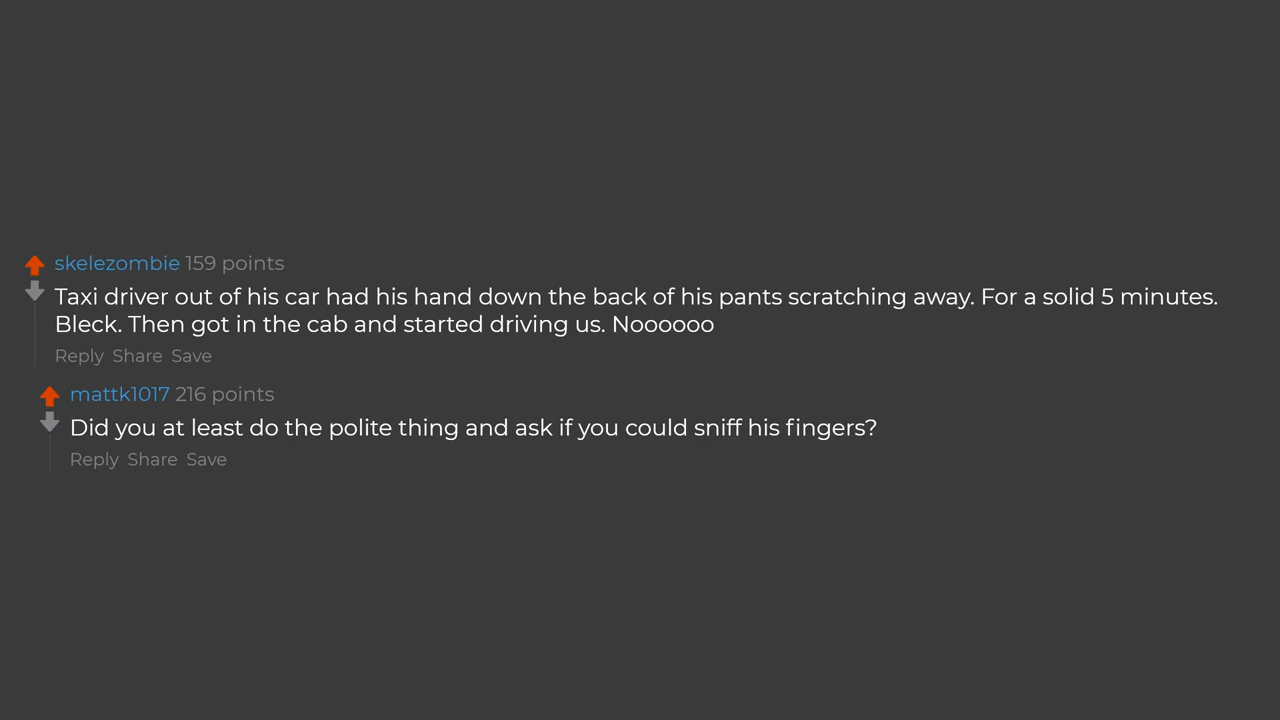 skelezombie 159 points
Taxi driver out of his car had his hand down the back of his pants scratching away. For a solid 5 minutes.
Bleck. Then got in the cab and started driving us. Noooooo
Reply Share Save
mattk1017 216 points
Did you at least do the polite thing and ask if you could sniff his fingers?
Reply Share Save